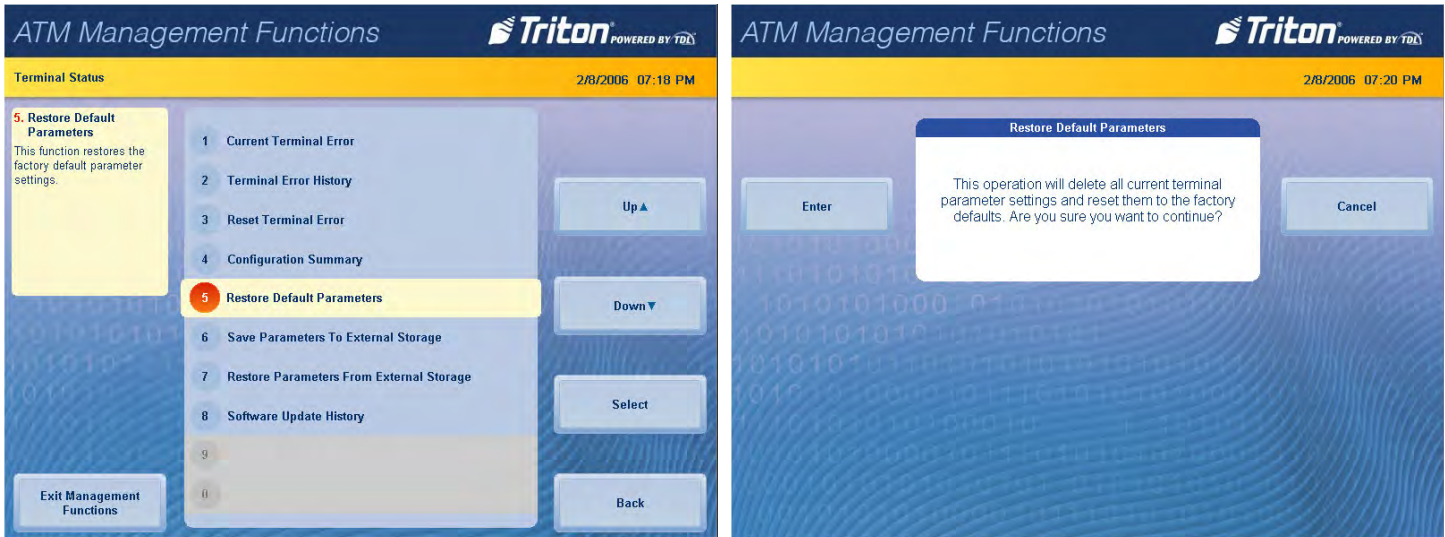 ATM Management Functions
Triton POWERED BY TDL
Terminal Status
2/8/2006 07:18 PM
5. Restore Default
Parameters
This function restores the
factory default parameter
settings.
1 Current Terminal Error
2 Terminal Error History
3 Reset Terminal Error
4 Configuration Summary
5 Restore Default Parameters
6 Save Parameters To External Storage
7 Restore Parameters From External Storage
8 Software Update History
9
0
Up▲
Down▼
Select
Back
Exit Management
Functions
ATM Management Functions
Triton POWERED BY TDL
2/8/2006 07:20 PM
Restore Default Parameters
This operation will delete all current terminal
parameter settings and reset them to the factory
defaults. Are you sure you want to continue?
Enter
Cancel